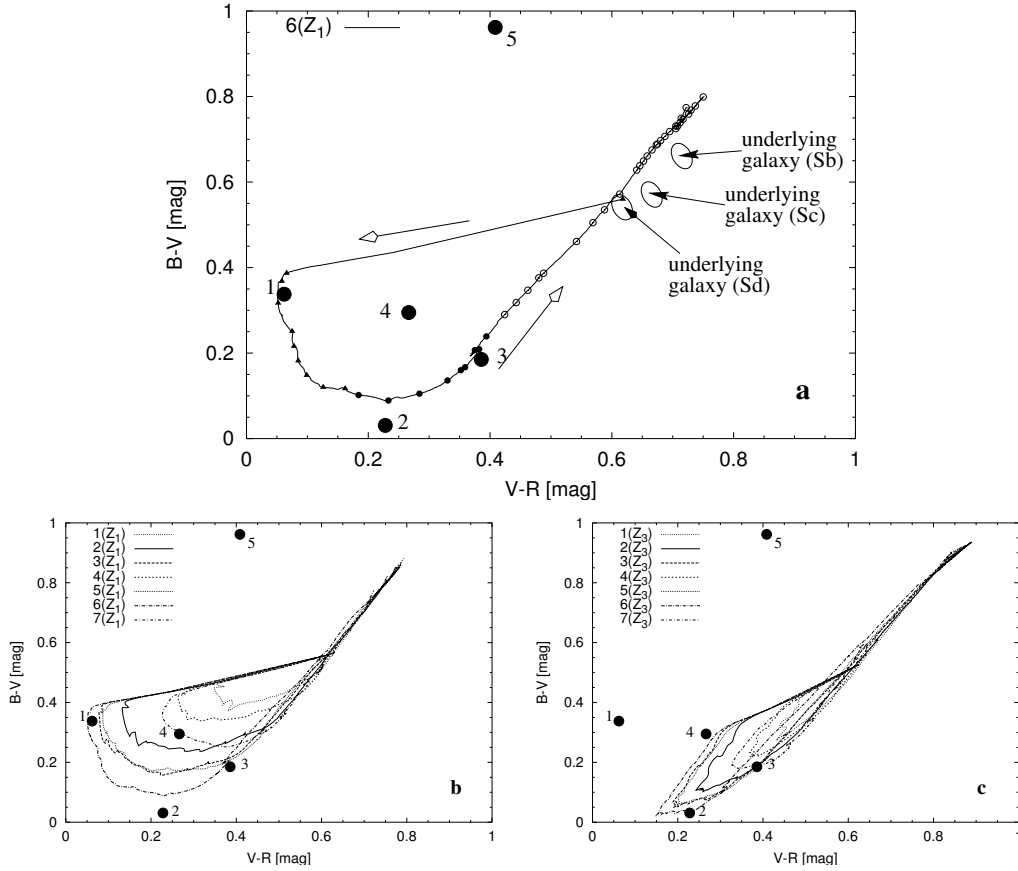 6(Z₁)
1
0.8
0.6
0.4
0.2
0
B-V [mag]
0
0.2
0.4
0.6
0.8
1
V-R [mag]
5
1
4
3
2
underlying
galaxy (Sb)
underlying
galaxy (Sc)
underlying
galaxy (Sd)
a
1(Z₁)
2(Z₁)
3(Z₁)
4(Z₁)
5(Z₁)
6(Z₁)
7(Z₁)
1
0.8
0.6
0.4
0.2
0
B-V [mag]
0
0.2
0.4
0.6
0.8
1
V-R [mag]
5
1
4
3
2
b
1(Z₃)
2(Z₃)
3(Z₃)
4(Z₃)
5(Z₃)
6(Z₃)
7(Z₃)
1
0.8
0.6
0.4
0.2
0
B-V [mag]
0
0.2
0.4
0.6
0.8
1
V-R [mag]
5
1
4
3
2
c